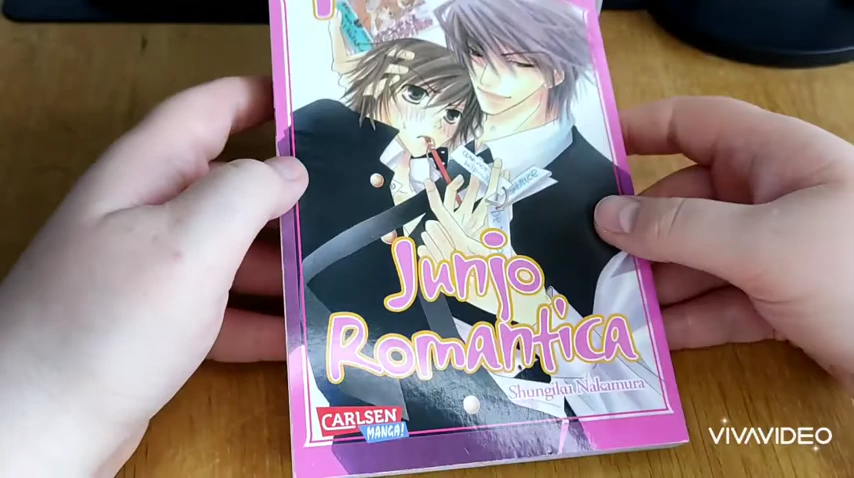 Junjo
Romantica
Shungiku Nakamura
CARLSEN
MANGA!
VIVAVIDEO